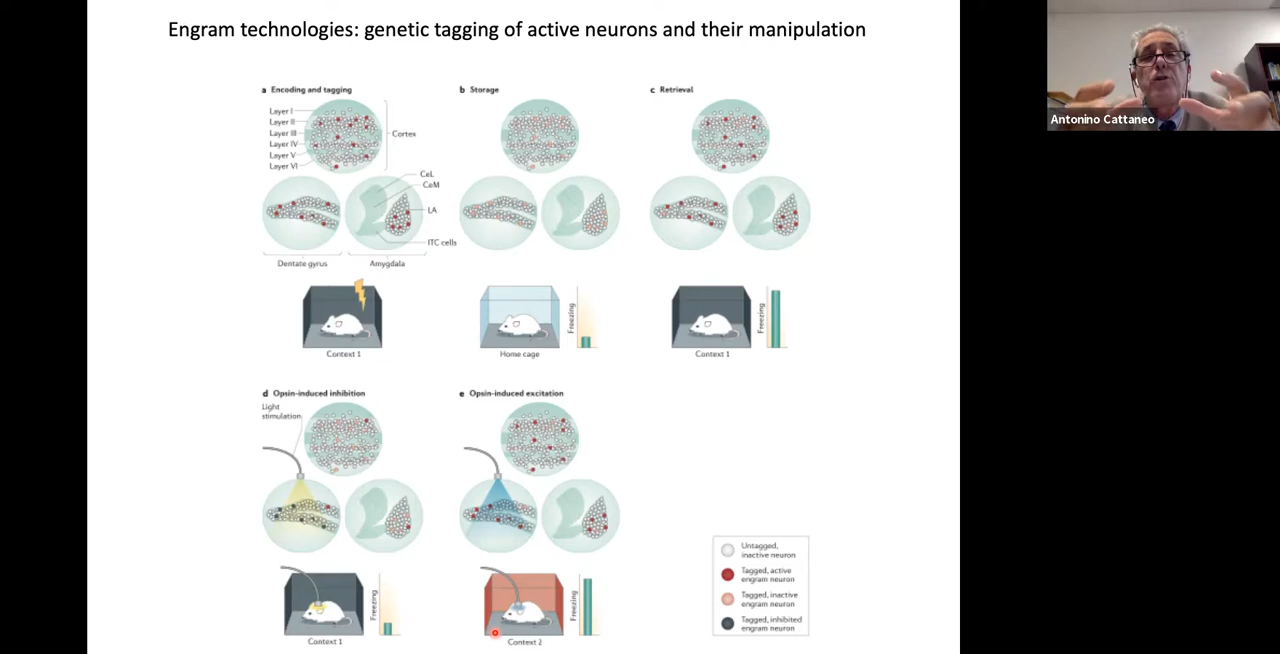 Engram technologies: genetic tagging of active neurons and their manipulation
Antonino Cattaneo
a Encoding and tagging
Layer I
Layer II
Layer III
Layer IV
Layer V
Layer VI
Cortex
CeL
CeM
LA
ITC cells
Dentate gyrus
Amygdala
Context 1
b Storage
Freezing
Home cage
c Retrieval
Freezing
Context 1
d Opsin-induced inhibition
Light
stimulation
Freezing
Context 1
e Opsin-induced excitation
Freezing
Context 2
Untagged,
inactive neuron
Tagged, active
engram neuron
Tagged, inactive
engram neuron
Tagged, inhibited
engram neuron